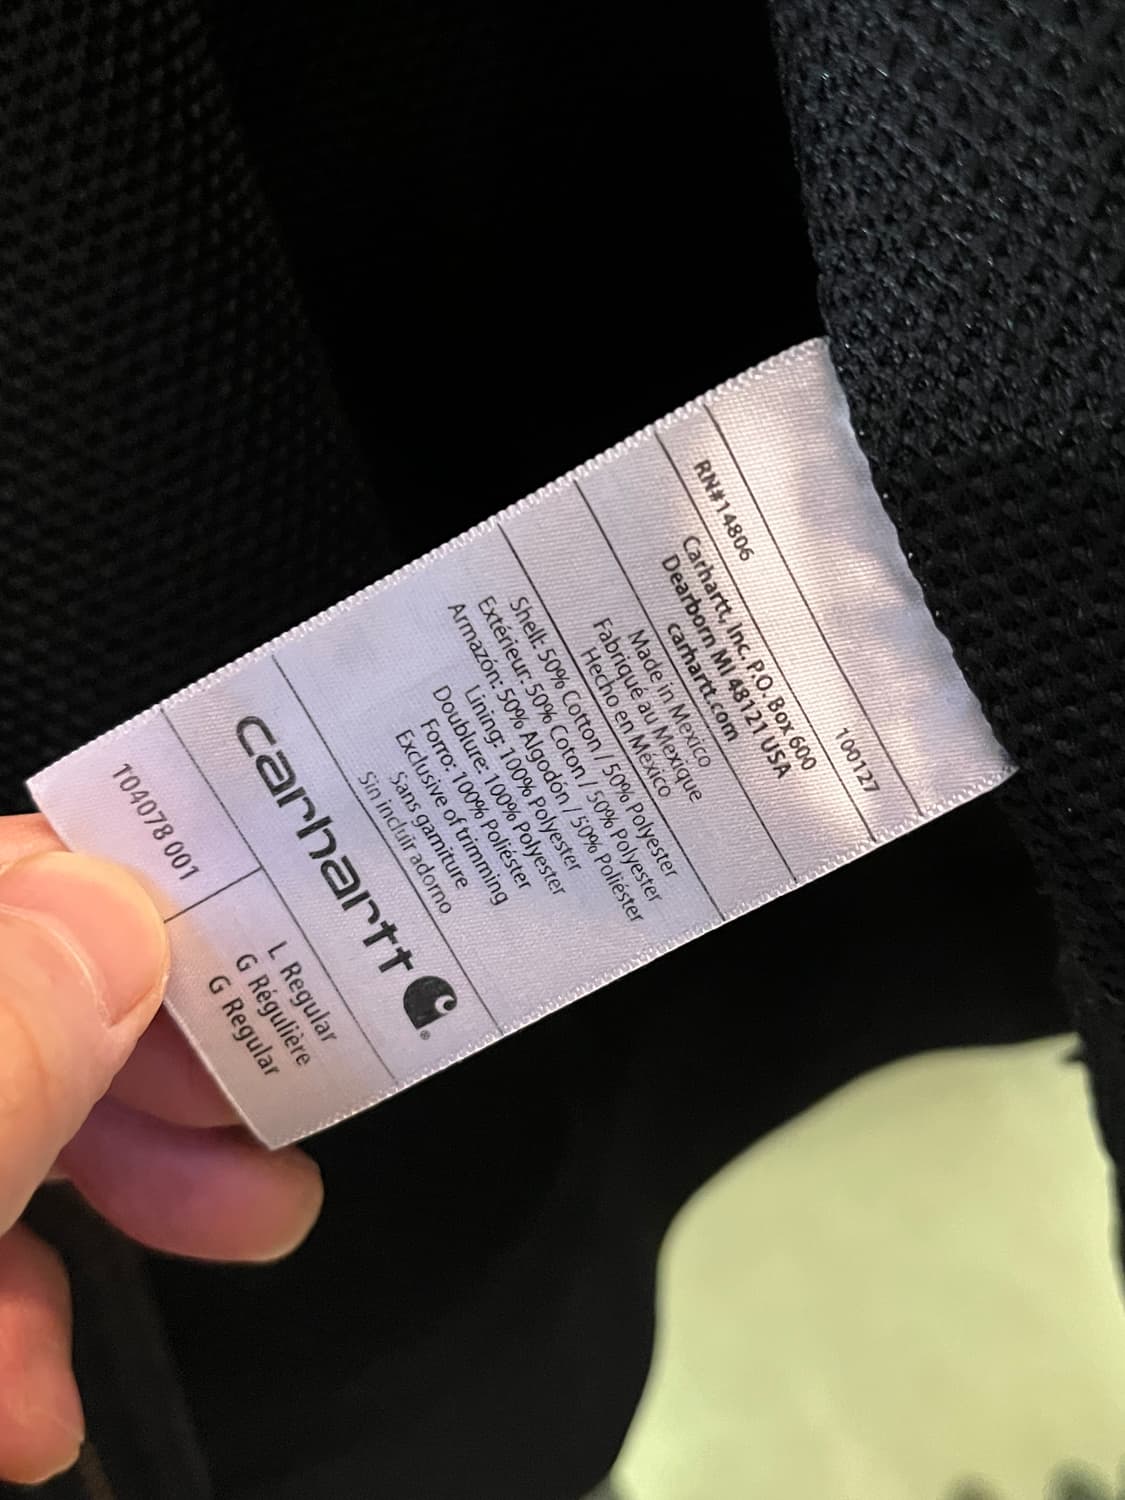 RN#14806
100127
Carhartt, Inc. P.O. Box 600
Dearborn MI 48121 USA
carhartt.com
Made in Mexico
Fabriqué au Mexique
Hecho en México
Shell: 50% Cotton / 50% Polyester
Extérieur: 50% Coton / 50% Polyester
Armazón: 50% Algodón / 50% Poliéster
Lining: 100% Polyester
Doublure: 100% Polyester
Forro: 100% Poliéster
Exclusive of trimming
Sans garniture
Sin incluir adorno
carhartt
104078 001
L Regular
G Régulière
G Regular